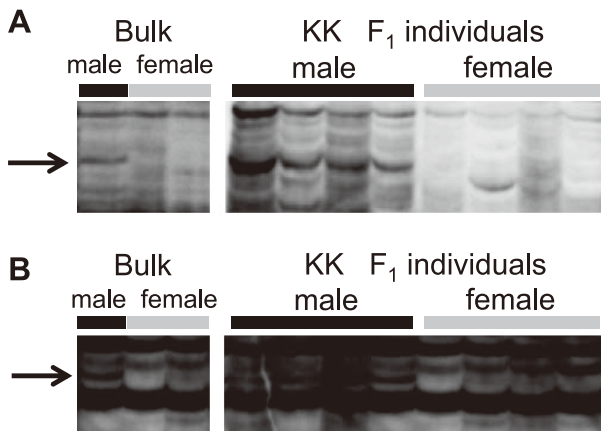 A
Bulk
KK F₁ individuals
male female
male
female
B
Bulk
KK F₁ individuals
male female
male
female